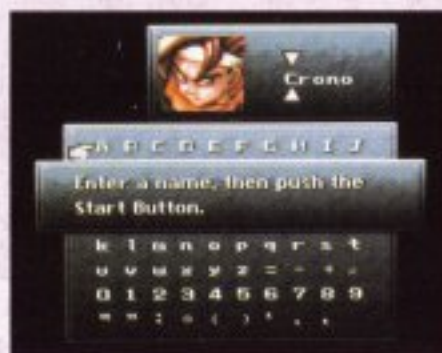 Crono
A B C D E F G H I J
Enter a name, then push the
Start Button.
k l m n o p q r s t
u v w x y z
0 1 2 3 4 5 6 7 8 9